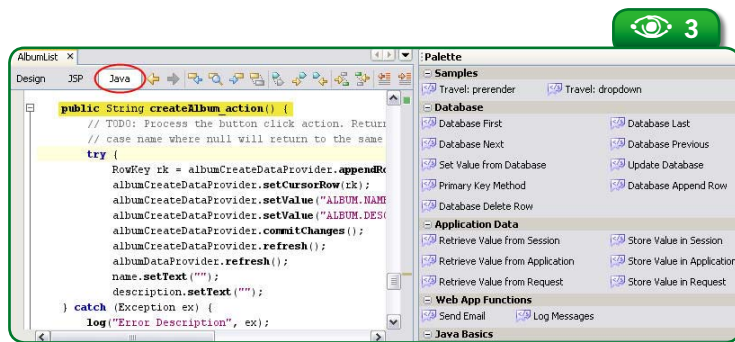 3
AlbumList ×
Design JSP Java
public String createAlbum_action() {
// TODO: Process the button click action. Return
// case name where null will return to the same
try {
RowKey rk = albumCreateDataProvider.appendRo
albumCreateDataProvider.setCursorRow(rk);
albumCreateDataProvider.setValue("ALBUM.NAME
albumCreateDataProvider.setValue("ALBUM.DESC
albumCreateDataProvider.commitChanges();
albumCreateDataProvider.refresh();
albumDataProvider.refresh();
name.setText("");
description.setText("");
} catch (Exception ex) {
log("Error Description", ex);
Palette
Samples
Travel: prerender Travel: dropdown
Database
Database First Database Last
Database Next Database Previous
Set Value from Database Update Database
Primary Key Method Database Append Row
Database Delete Row
Application Data
Retrieve Value from Session Store Value in Session
Retrieve Value from Application Store Value in Application
Retrieve Value from Request Store Value in Request
Web App Functions
Send Email Log Messages
Java Basics